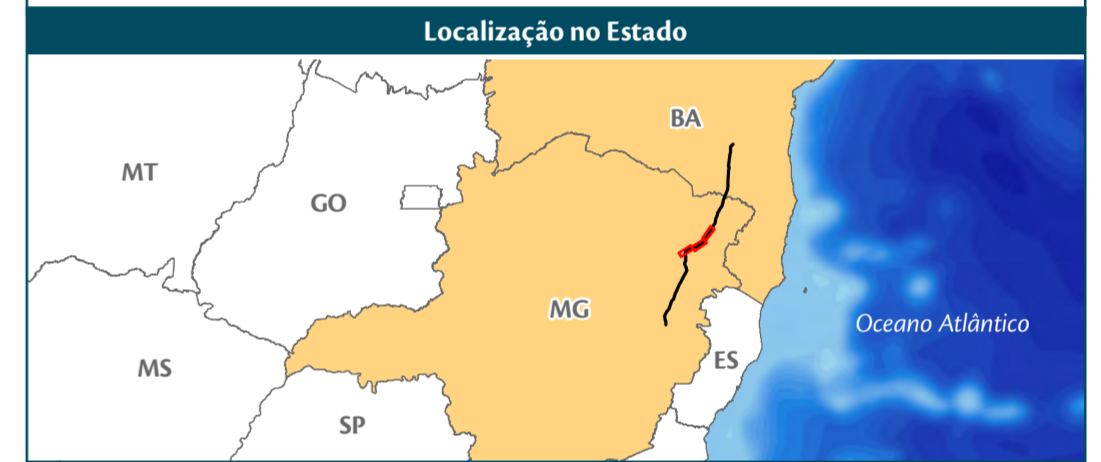 Localização no Estado
BA
MT
GO
MG
Oceano Atlântico
ES
MS
SP